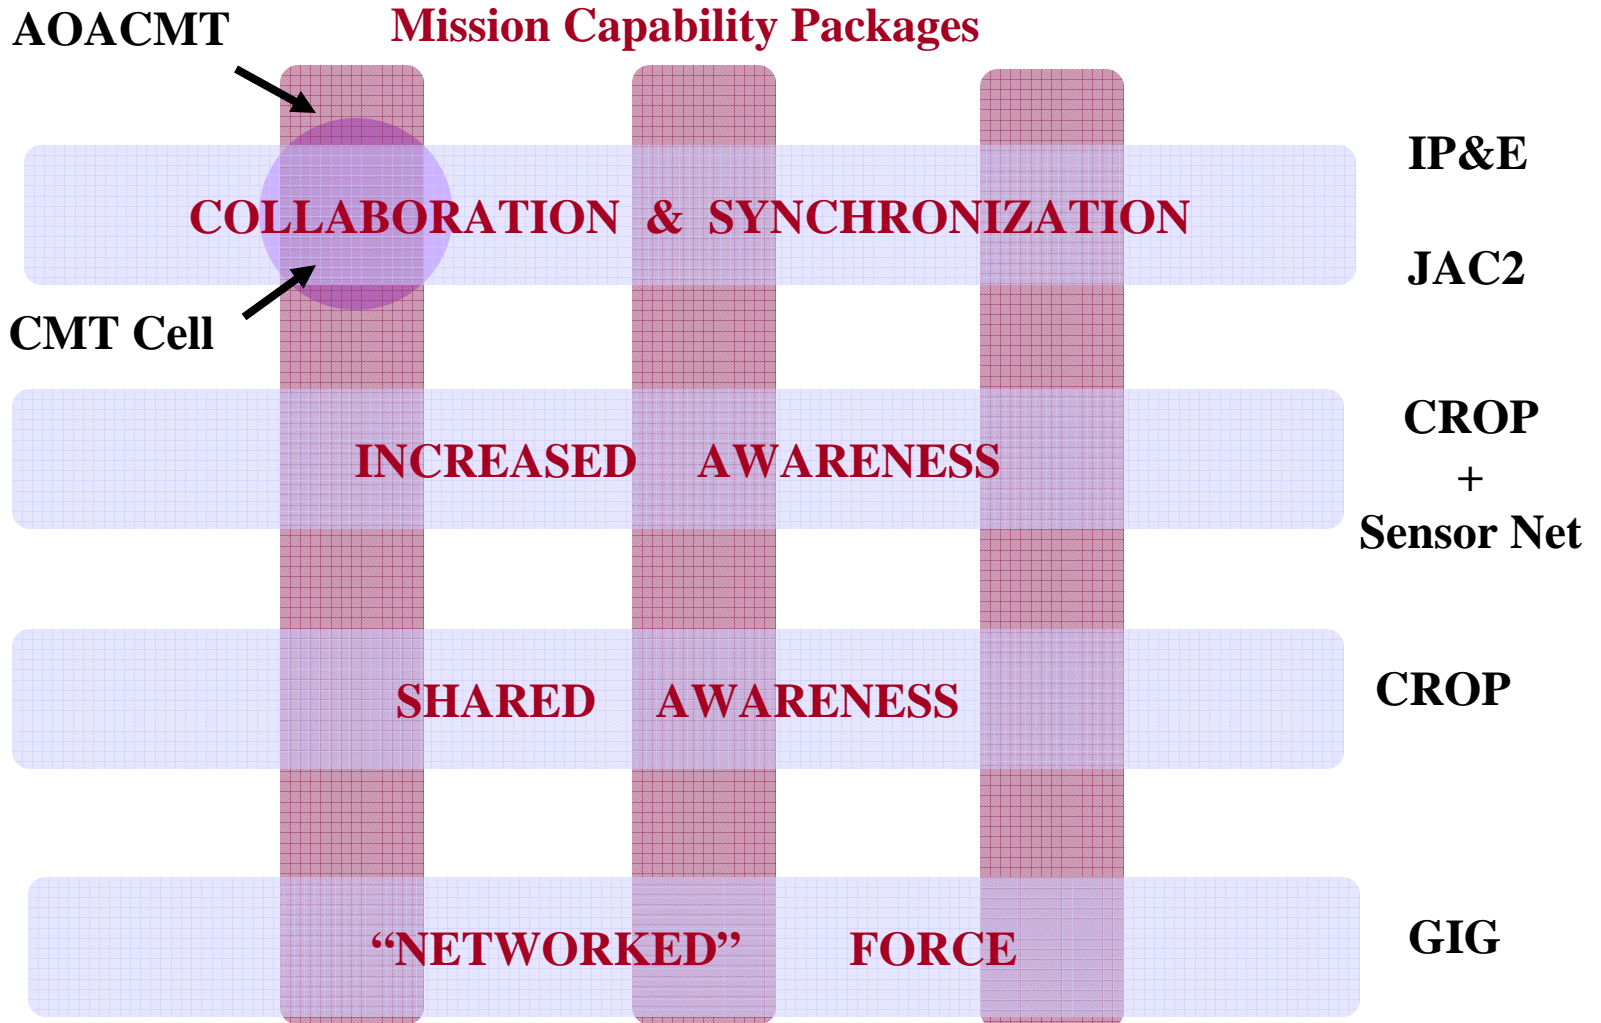 AOACMT
Mission Capability Packages
IP&E
COLLABORATION & SYNCHRONIZATION
JAC2
CMT Cell
INCREASED AWARENESS
CROP
+
Sensor Net
SHARED AWARENESS
CROP
“NETWORKED” FORCE
GIG